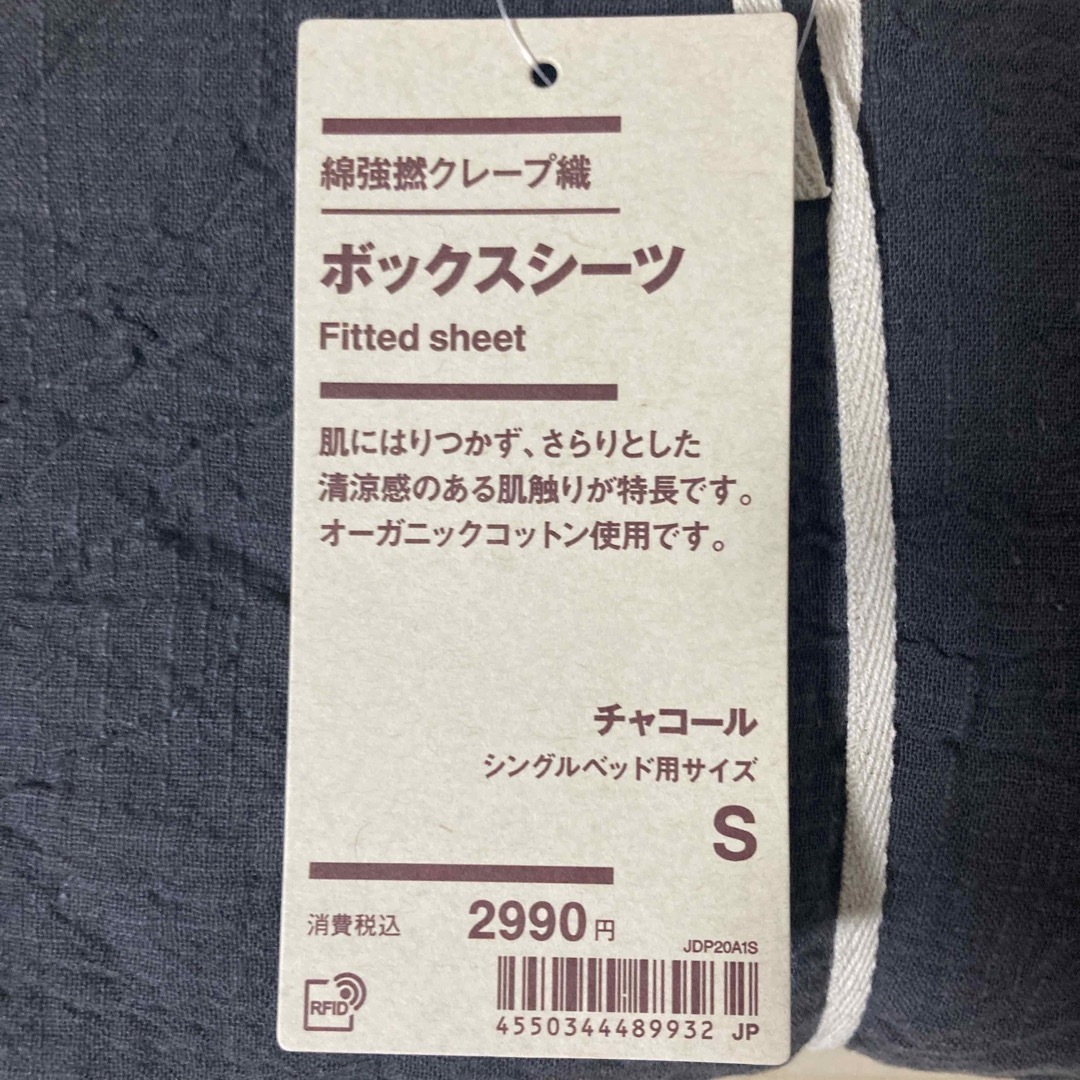 綿強撚クレープ織
ボックスシーツ
Fitted sheet
肌にはりつかず、さらりとした
清涼感のある肌触りが特長です。
オーガニックコットン使用です。
チャコール
シングルベッド用サイズ
S
消費税込 2990円
JDP20A1S
RFID
4550344489932 JP